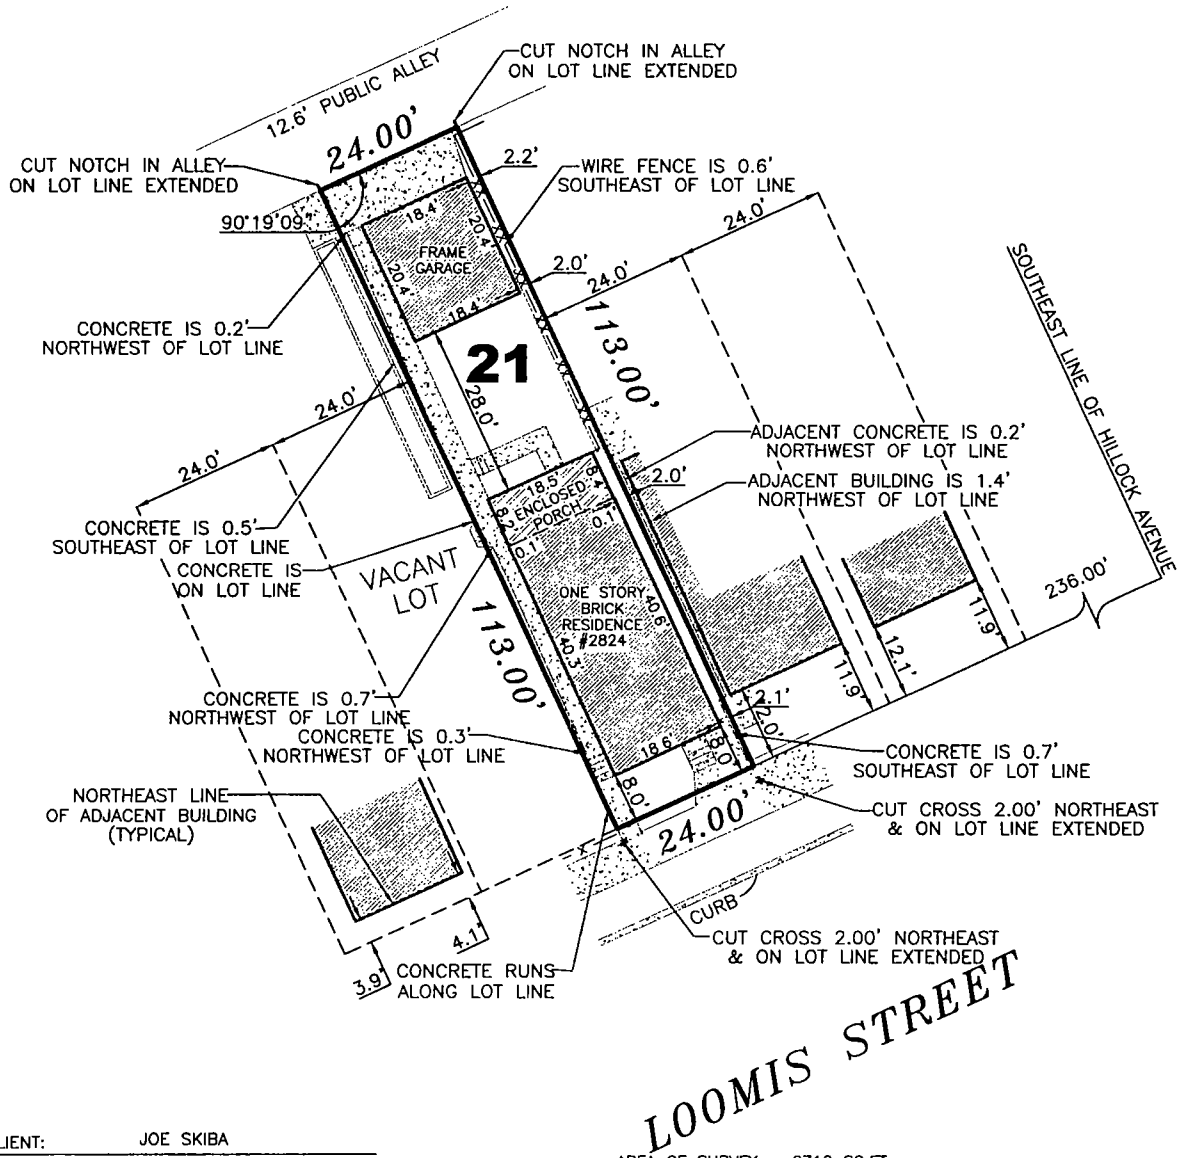 CUT NOTCH IN ALLEY
ON LOT LINE EXTENDED
12.6' PUBLIC ALLEY
24.00'
CUT NOTCH IN ALLEY
ON LOT LINE EXTENDED
2.2'
WIRE FENCE IS 0.6'
SOUTHEAST OF LOT LINE
90°19'09"
18.4'
20.4'
FRAME
GARAGE
20.4'
18.4'
24.0'
24.0'
2.0'
SOUTHEAST LINE OF HILLOCK AVENUE
CONCRETE IS 0.2'
NORTHWEST OF LOT LINE
21
113.00'
24.0'
24.0'
28.0'
ADJACENT CONCRETE IS 0.2'
NORTHWEST OF LOT LINE
2.0'
ADJACENT BUILDING IS 1.4'
NORTHWEST OF LOT LINE
18.5'
8.4'
ENCLOSED
PORCH
8.2'
0.1'
0.1'
CONCRETE IS 0.5'
SOUTHEAST OF LOT LINE
CONCRETE IS
ON LOT LINE
VACANT
LOT
ONE STORY
BRICK
RESIDENCE
#2824
40.6'
40.3'
113.00'
236.00'
11.9'
12.1'
11.9'
CONCRETE IS 0.7'
NORTHWEST OF LOT LINE
CONCRETE IS 0.3'
NORTHWEST OF LOT LINE
2.1'
2.0'
18.6'
8.0'
8.0'
CONCRETE IS 0.7'
SOUTHEAST OF LOT LINE
NORTHEAST LINE
OF ADJACENT BUILDING
(TYPICAL)
24.00'
CUT CROSS 2.00' NORTHEAST
& ON LOT LINE EXTENDED
CURB
CUT CROSS 2.00' NORTHEAST
& ON LOT LINE EXTENDED
4.1'
3.9'
CONCRETE RUNS
ALONG LOT LINE
LOOMIS STREET
LIENT: JOE SKIBA